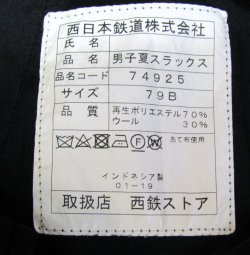 西日本鉄道株式会社
氏名
品名 男子夏スラックス
品名コード 74925
サイズ 79B
品質 再生ポリエステル70%
ウール 30%
あて布使用
インドネシア製
01-19
取扱店 西鉄ストア